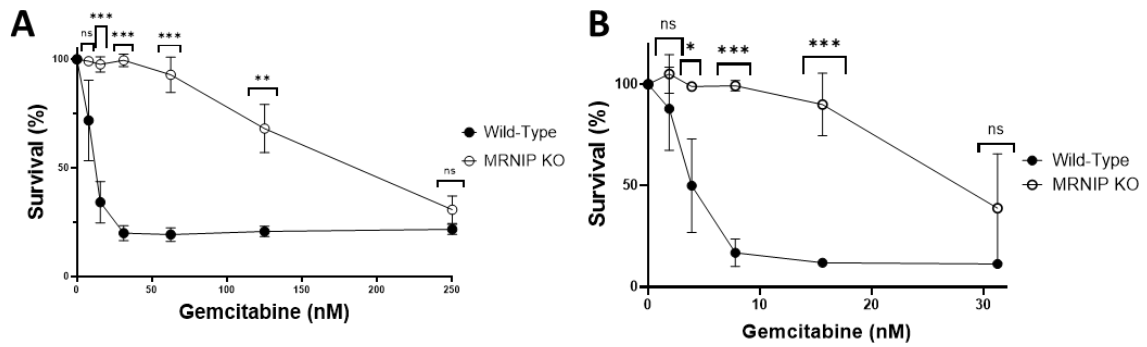 A
ns
***
***
***
**
ns
Survival (%)
100
50
0
0
50
100
150
200
250
Gemcitabine (nM)
Wild-Type
MRNIP KO
B
ns
*
***
***
ns
Survival (%)
100
50
0
0
10
20
30
Gemcitabine (nM)
Wild-Type
MRNIP KO